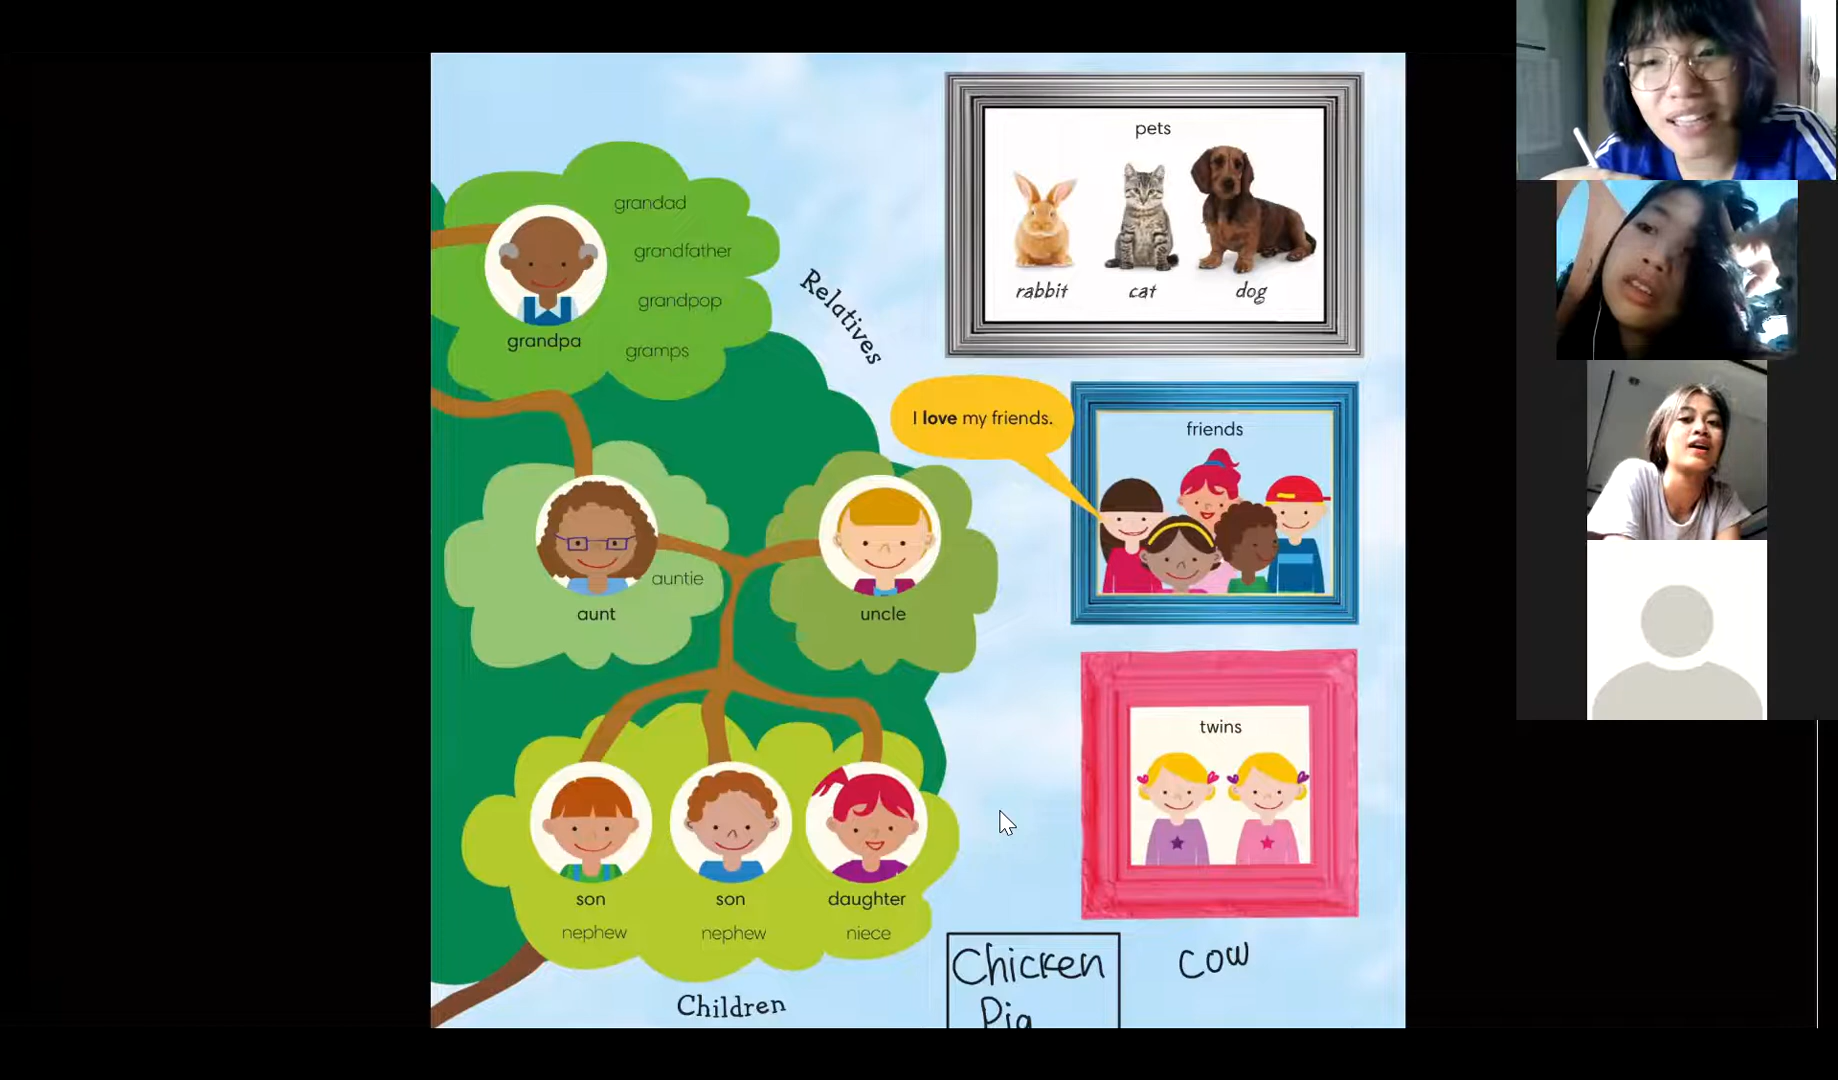 grandad
grandfather
grandpop
gramps
grandpa
Relatives
pets
rabbit cat dog
I love my friends.
friends
auntie
aunt
uncle
twins
son son daughter
nephew nephew niece
Children
Chicken
Pig
Cow